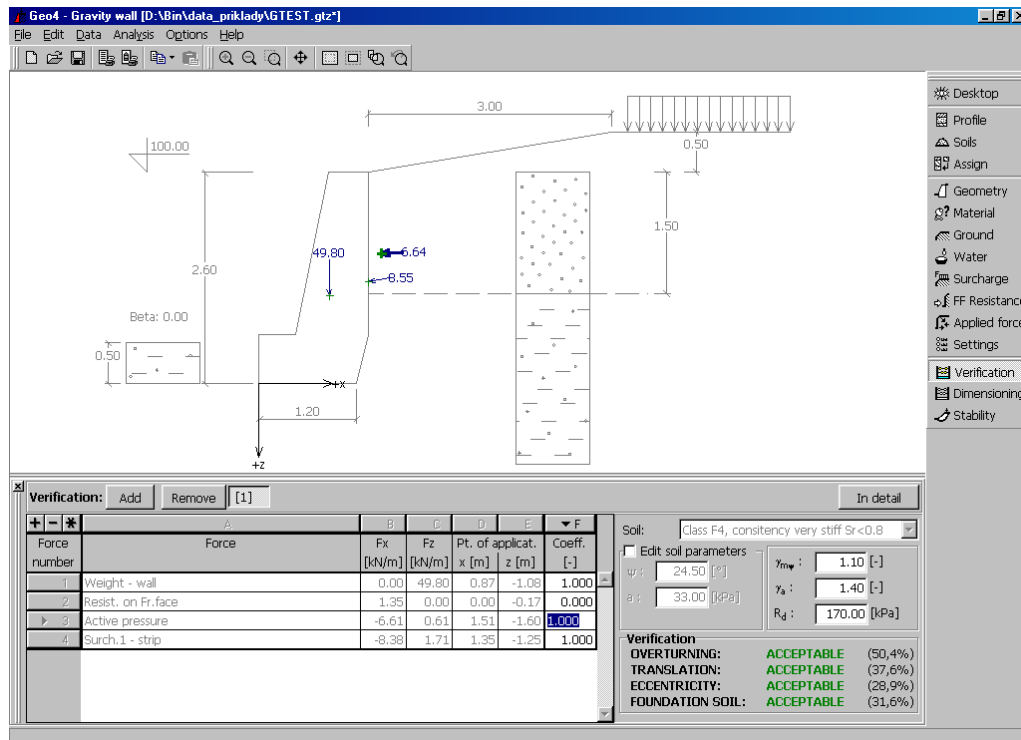 Geo4 - Gravity wall [D:\Bin\data_priklady\GTEST.gtz*]
File Edit Data Analysis Options Help
3.00
100.00
0.50
1.50
49.80
6.64
8.55
2.60
Beta: 0.00
0.50
+x
1.20
+z
Desktop
Profile
Soils
Assign
Geometry
Material
Ground
Water
Surcharge
FF Resistance
Applied force
Settings
Verification
Dimensioning
Stability
Verification: Add Remove [1] In detail
+ - * A B C D E F
Force number Force Fx [kN/m] Fz [kN/m] Pt. of applicat. x [m] z [m] Coeff. [-]
1 Weight - wall 0.00 49.80 0.87 -1.08 1.000
2 Resist. on Fr.face 1.35 0.00 0.00 -0.17 0.000
3 Active pressure -6.61 0.61 1.51 -1.60 1.000
4 Surch.1 - strip -8.38 1.71 1.35 -1.25 1.000
Soil: Class F4, consitency very stiff Sr<0.8
Edit soil parameters
ψ : 24.50 [°]
a : 33.00 [kPa]
γmψ : 1.10 [-]
γa : 1.40 [-]
Rd : 170.00 [kPa]
Verification
OVERTURNING: ACCEPTABLE (50,4%)
TRANSLATION: ACCEPTABLE (37,6%)
ECCENTRICITY: ACCEPTABLE (28,9%)
FOUNDATION SOIL: ACCEPTABLE (31,6%)